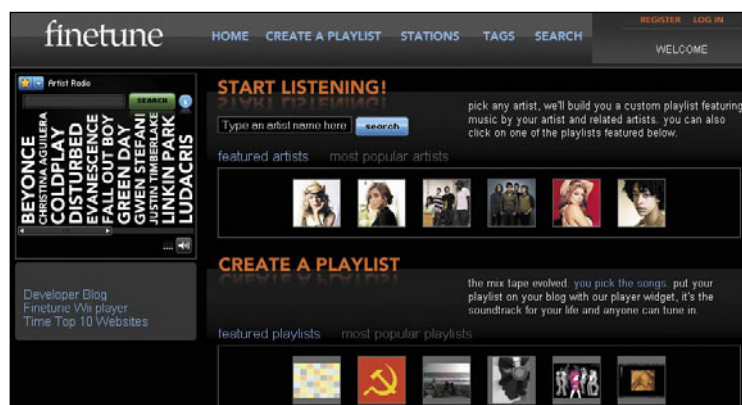 finetune
HOME CREATE A PLAYLIST STATIONS TAGS SEARCH
REGISTER LOG IN
WELCOME
Artist Radio
SEARCH
BEYONCE
CHRISTINA AGUILERA
COLDPLAY
DISTURBED
EVANESCENCE
FALL OUT BOY
GREEN DAY
GWEN STEFANI
JUSTIN TIMBERLAKE
LINKIN PARK
LUDACRIS
Developer Blog
Finetune Wii player
Time Top 10 Websites
START LISTENING!
Type an artist name here search
pick any artist, we'll build you a custom playlist featuring
music by your artist and related artists. you can also
click on one of the playlists featured below.
featured artists most popular artists
CREATE A PLAYLIST
the mix tape evolved. you pick the songs. put your
playlist on your blog with our player widget, it's the
soundtrack for your life and anyone can tune in.
featured playlists most popular playlists